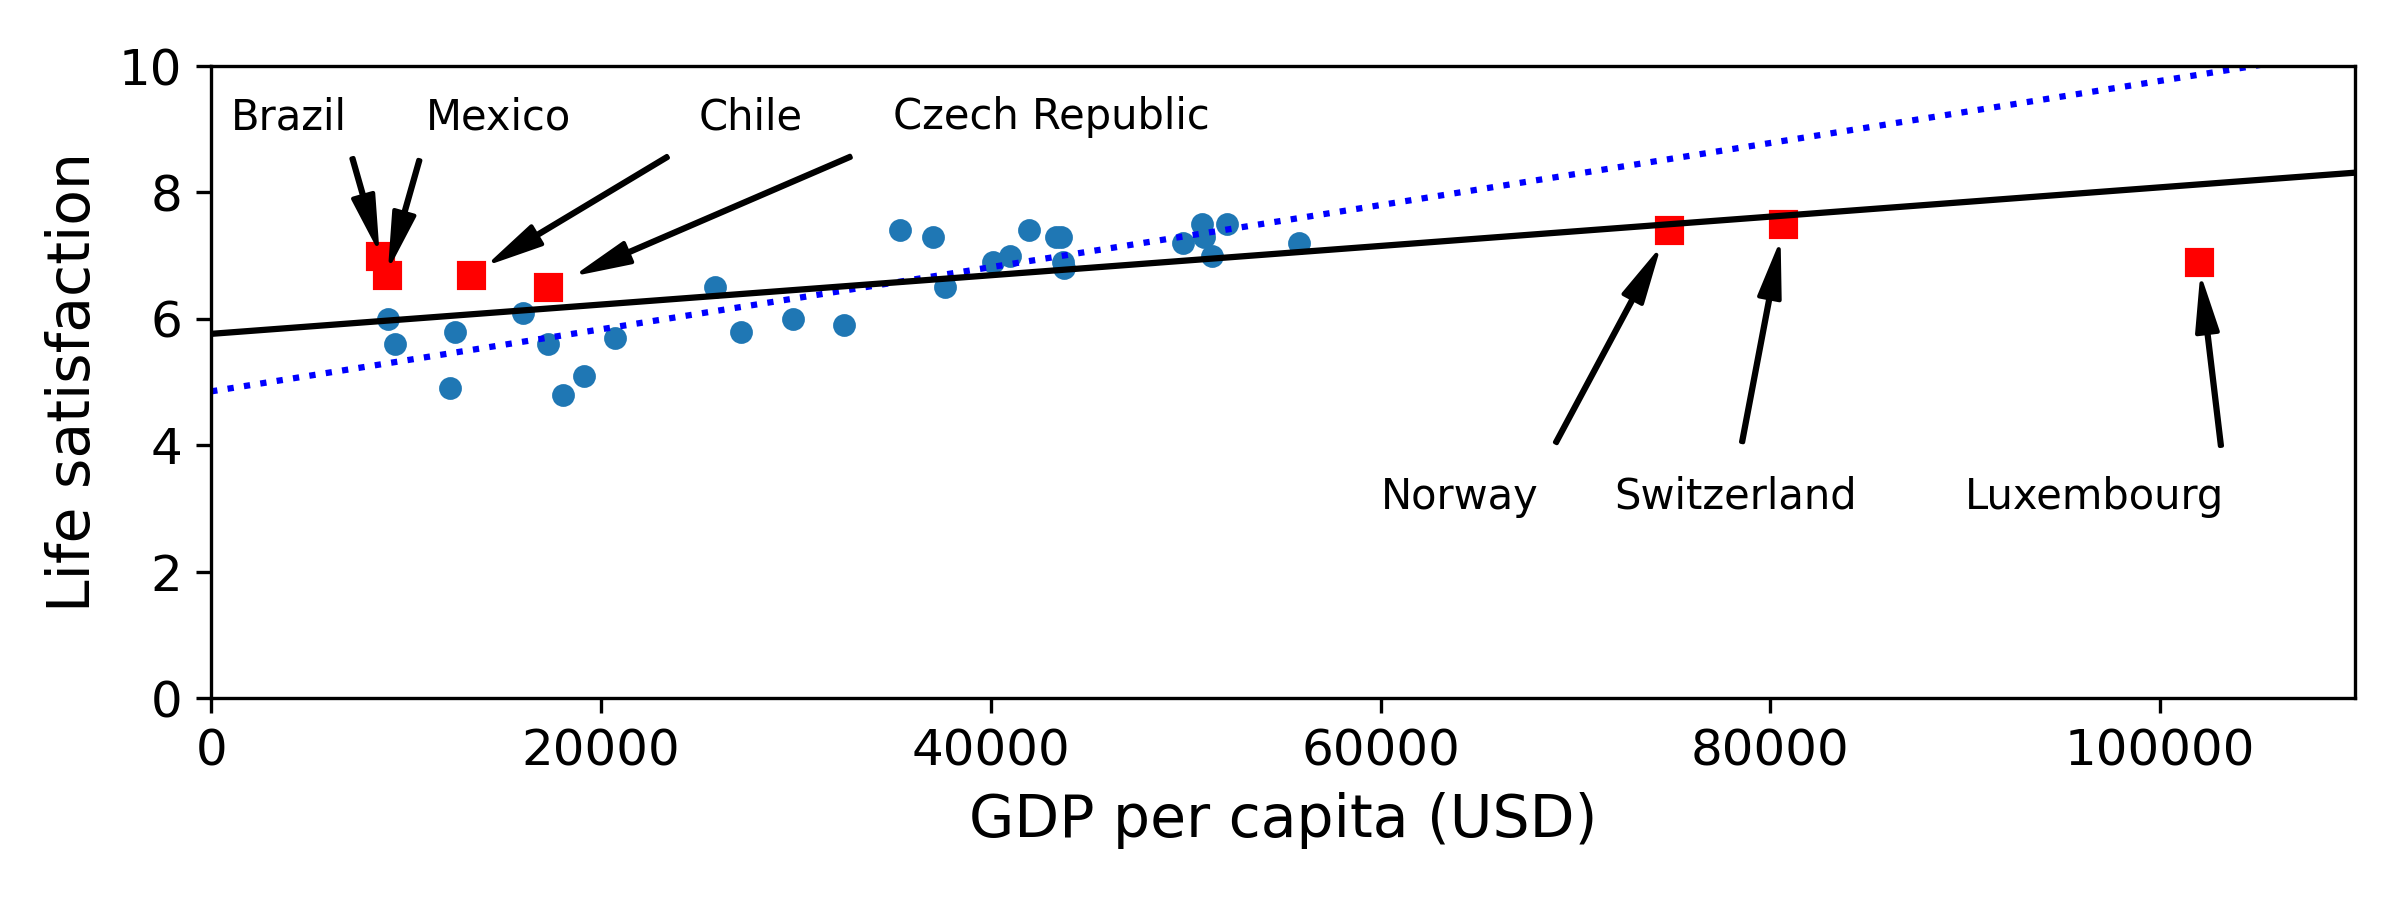 10
Brazil Mexico Chile Czech Republic
8
6
4
Norway Switzerland Luxembourg
2
0
Life satisfaction
0 20000 40000 60000 80000 100000
GDP per capita (USD)